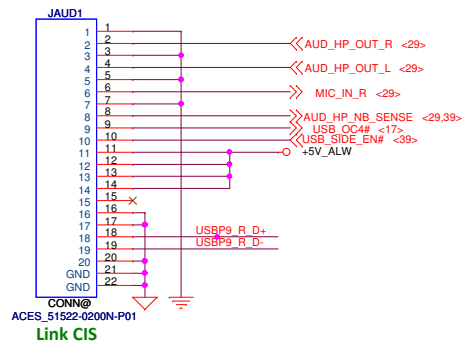 JAUD1
1 1
2 2 AUD_HP_OUT_R <29>
3 3
4 4 AUD_HP_OUT_L <29>
5 5
6 6 MIC_IN_R <29>
7 7
8 8 AUD_HP_NB_SENSE <29,39>
9 9 USB_OC4# <17>
10 10 USB_SIDE_EN# <39>
11 11 +5V_ALW
12 12
13 13
14 14
15 15
16 16
17 17
18 18 USBP9_R_D+
19 19 USBP9_R_D-
20 20
GND 21
GND 22
CONN@
ACES_51522-0200N-P01
Link CIS